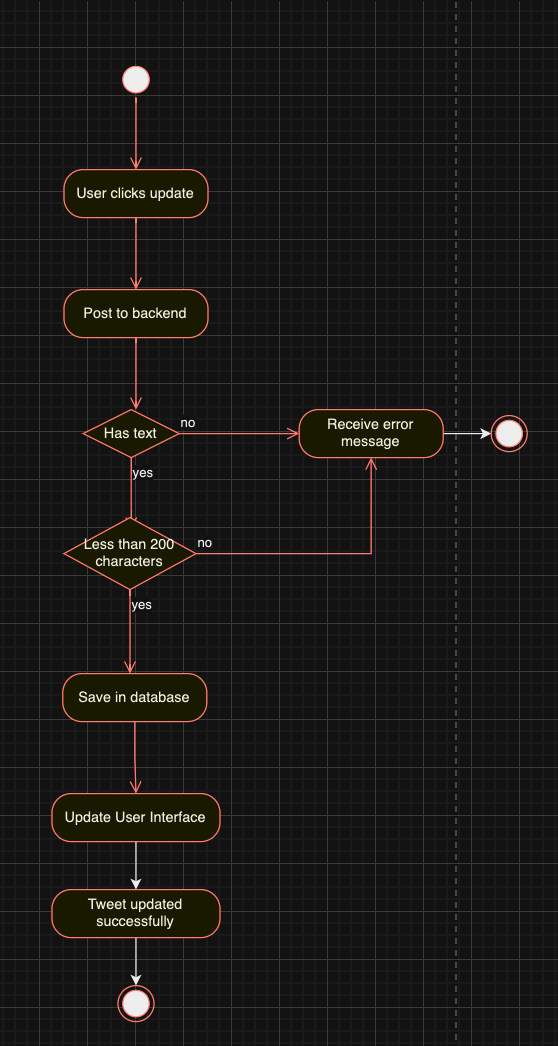 User clicks update
Post to backend
Has text
no
Receive error
message
yes
Less than 200
characters
no
yes
Save in database
Update User Interface
Tweet updated
successfully